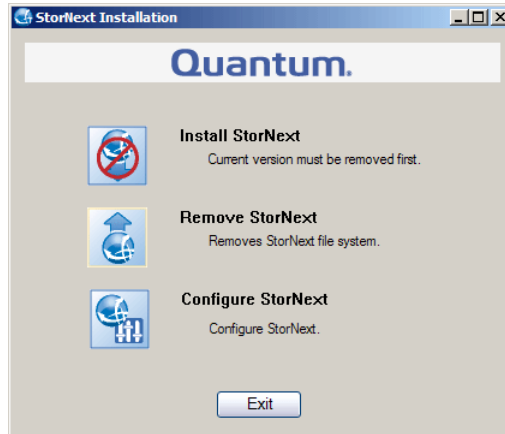 StorNext Installation
Quantum.
Install StorNext
Current version must be removed first.
Remove StorNext
Removes StorNext file system.
Configure StorNext
Configure StorNext.
Exit